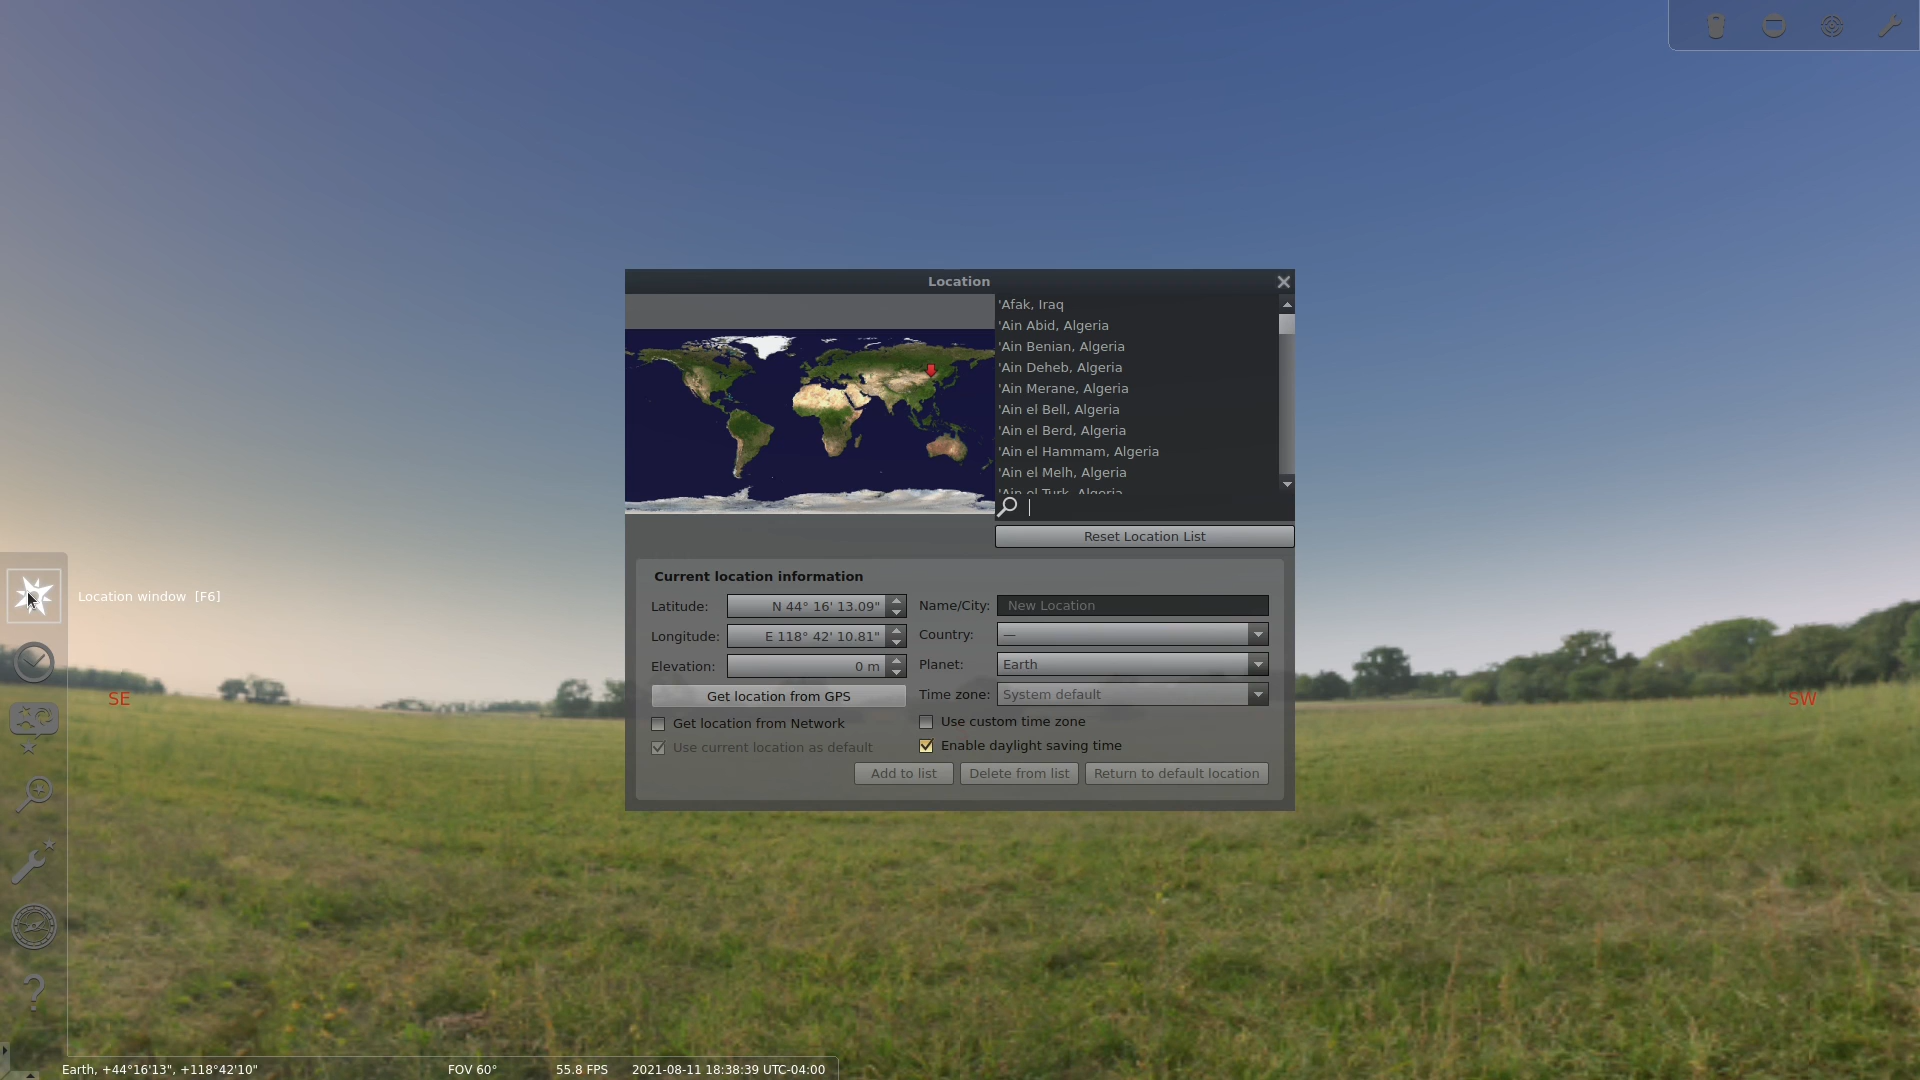 Location
'Afak, Iraq
'Ain Abid, Algeria
'Ain Benian, Algeria
'Ain Deheb, Algeria
'Ain Merane, Algeria
'Ain el Bell, Algeria
'Ain el Berd, Algeria
'Ain el Hammam, Algeria
'Ain el Melh, Algeria
'Ain el Turk, Algeria
Reset Location List
Current location information
Latitude: N 44° 16' 13.09"
Longitude: E 118° 42' 10.81"
Elevation: 0 m
Get location from GPS
Get location from Network
Use current location as default
Name/City: New Location
Country: —
Planet: Earth
Time zone: System default
Use custom time zone
Enable daylight saving time
Add to list
Delete from list
Return to default location
Location window [F6]
SE
SW
Earth, +44°16'13", +118°42'10"
FOV 60°
55.8 FPS
2021-08-11 18:38:39 UTC-04:00